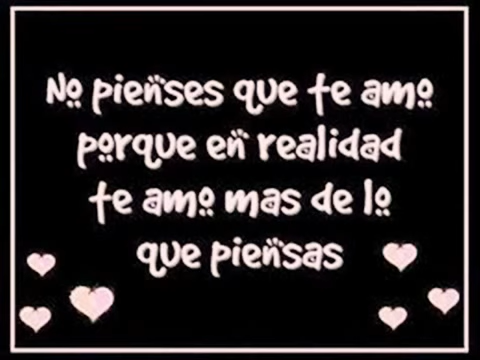 No pienses que te amo
porque en realidad
te amo mas de lo
que piensas